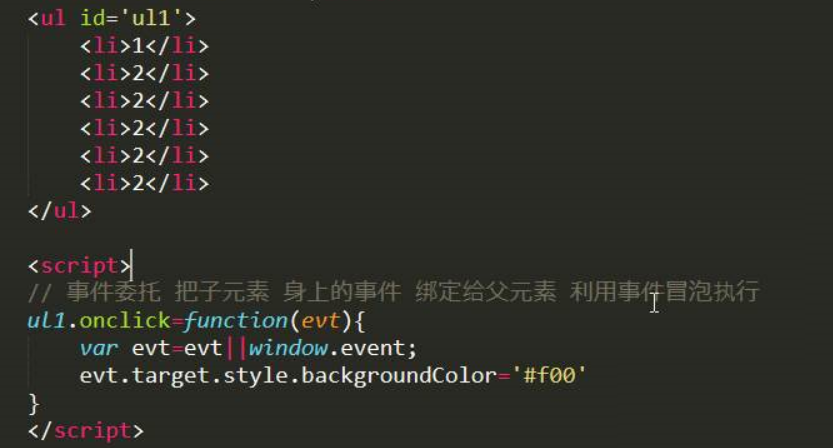 <ul id='ul1'>
    <li>1</li>
    <li>2</li>
    <li>2</li>
    <li>2</li>
    <li>2</li>
    <li>2</li>
</ul>
<script>
// 事件委托 把子元素 身上的事件 绑定给父元素 利用事件冒泡执行
ul1.onclick=function(evt){
    var evt=evt||window.event;
    evt.target.style.backgroundColor='#f00'
}
</script>